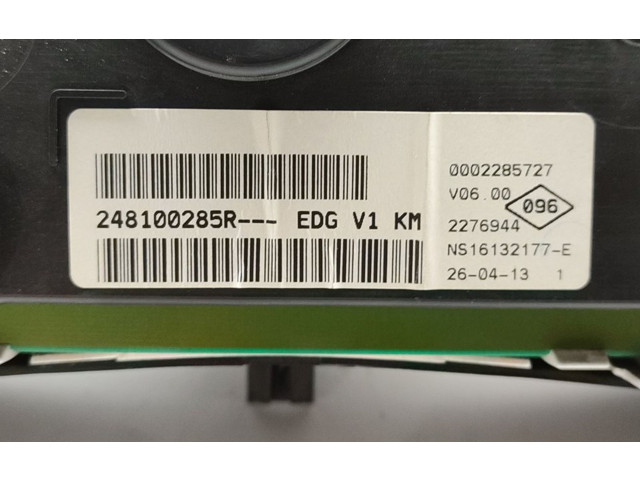 0002285727
V06.00
096
248100285R--- EDG V1 KM
2276944
NS16132177-E
26-04-13 1